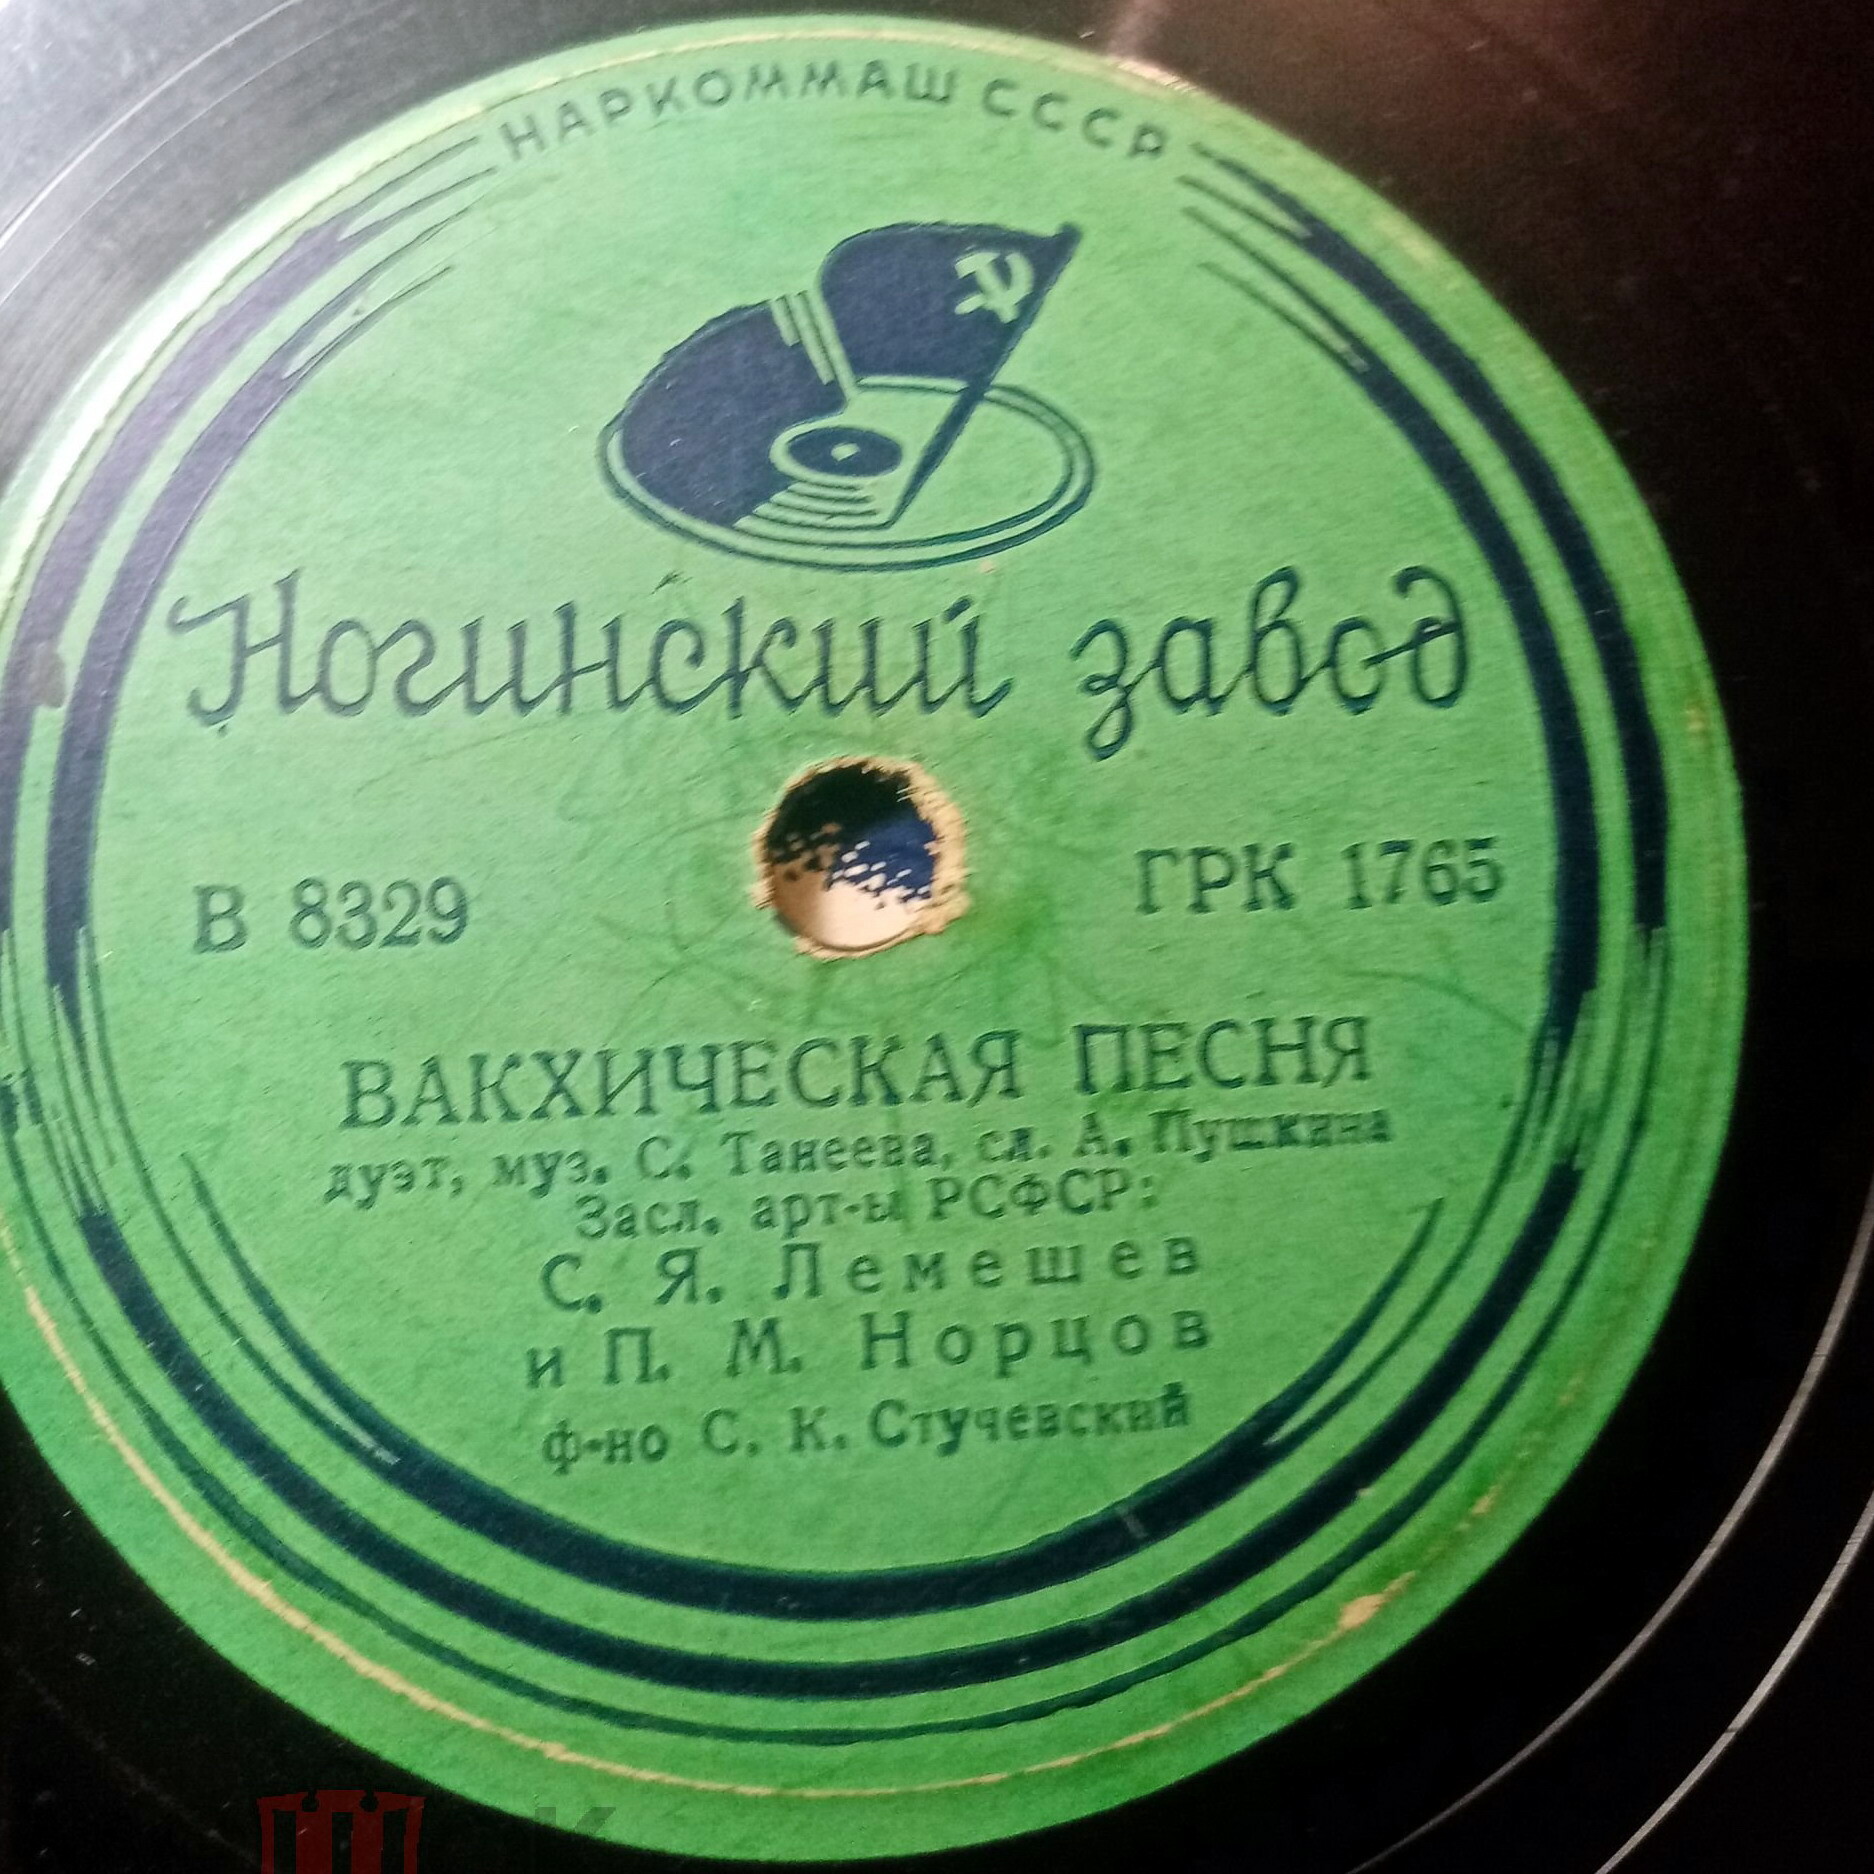 НАРКОММАШ СССР
Ногинский завод
В 8329 ГРК 1765
ВАКХИЧЕСКАЯ ПЕСНЯ
дуэт, муз. С. Танеева, сл. А. Пушкина
Засл. арт-ы РСФСР:
С. Я. Лемешев
и П. М. Норцов
ф-но С. К. Стучевский